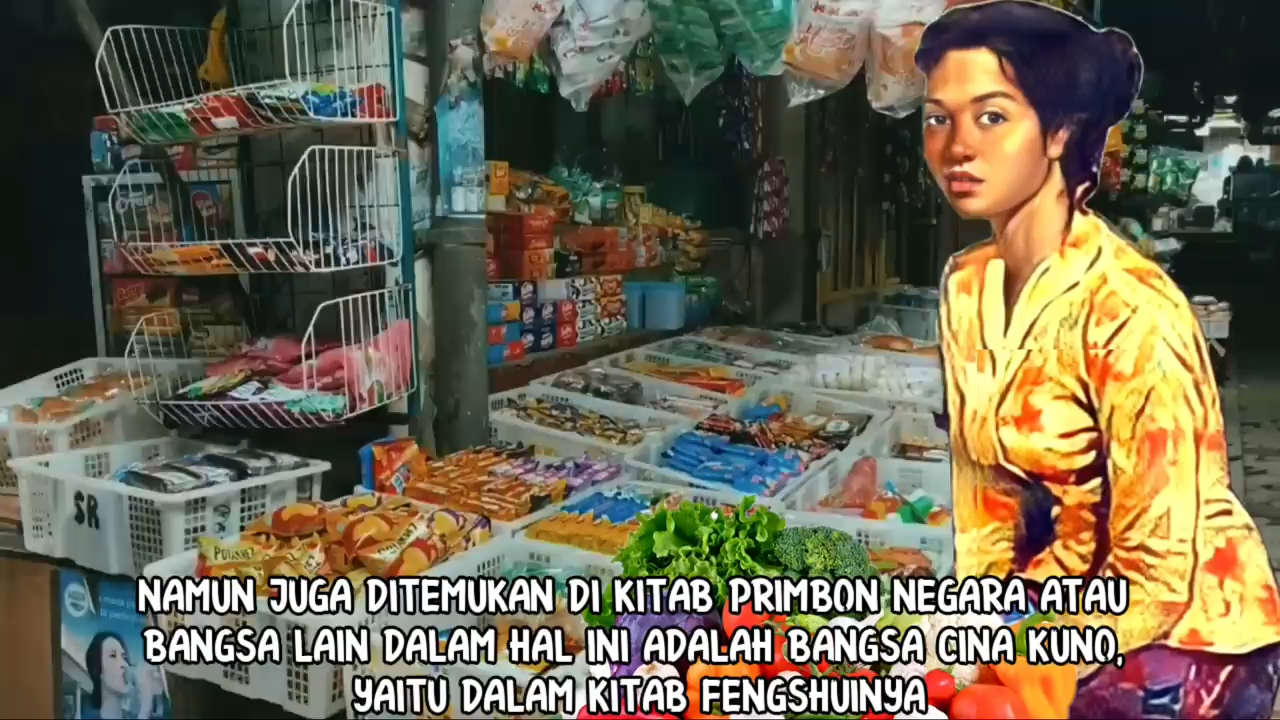 SR
NAMUN JUGA DITEMUKAN DI KITAB PRIMBON NEGARA ATAU
BANGSA LAIN DALAM HAL INI ADALAH BANGSA CINA KUNO,
YAITU DALAM KITAB FENGSHUINYA